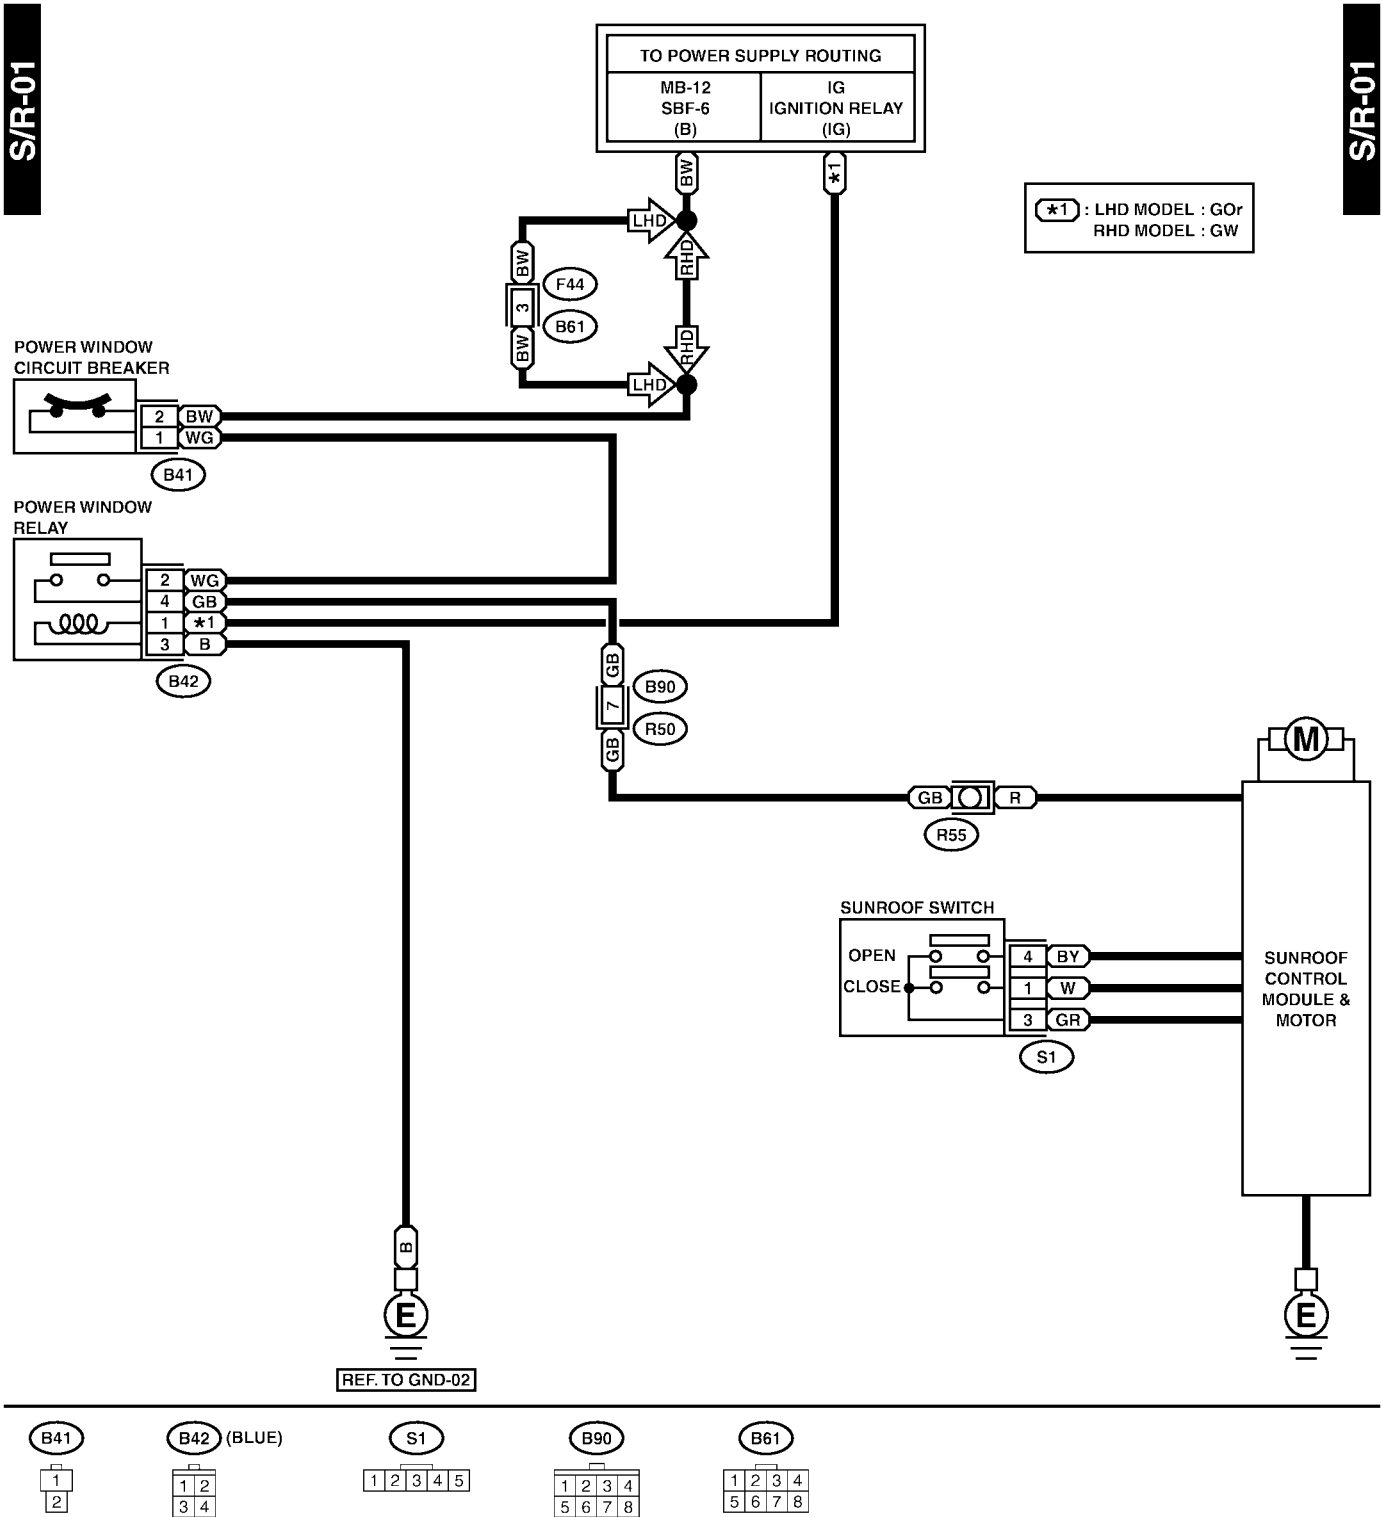 S/R-01
S/R-01
TO POWER SUPPLY ROUTING
MB-12
SBF-6
(B)
IG
IGNITION RELAY
(IG)
BW
*1
*1 : LHD MODEL : GOr
RHD MODEL : GW
LHD
RHD
BW
3
BW
F44
B61
RHD
LHD
POWER WINDOW
CIRCUIT BREAKER
2 BW
1 WG
B41
POWER WINDOW
RELAY
2 WG
4 GB
1 *1
3 B
B42
GB
7
GB
B90
R50
M
GB R
R55
SUNROOF SWITCH
OPEN
CLOSE
4 BY
1 W
3 GR
S1
SUNROOF
CONTROL
MODULE &
MOTOR
B
E
REF. TO GND-02
E
B41
1
2
B42 (BLUE)
1 2
3 4
S1
1 2 3 4 5
B90
1 2 3 4
5 6 7 8
B61
1 2 3 4
5 6 7 8